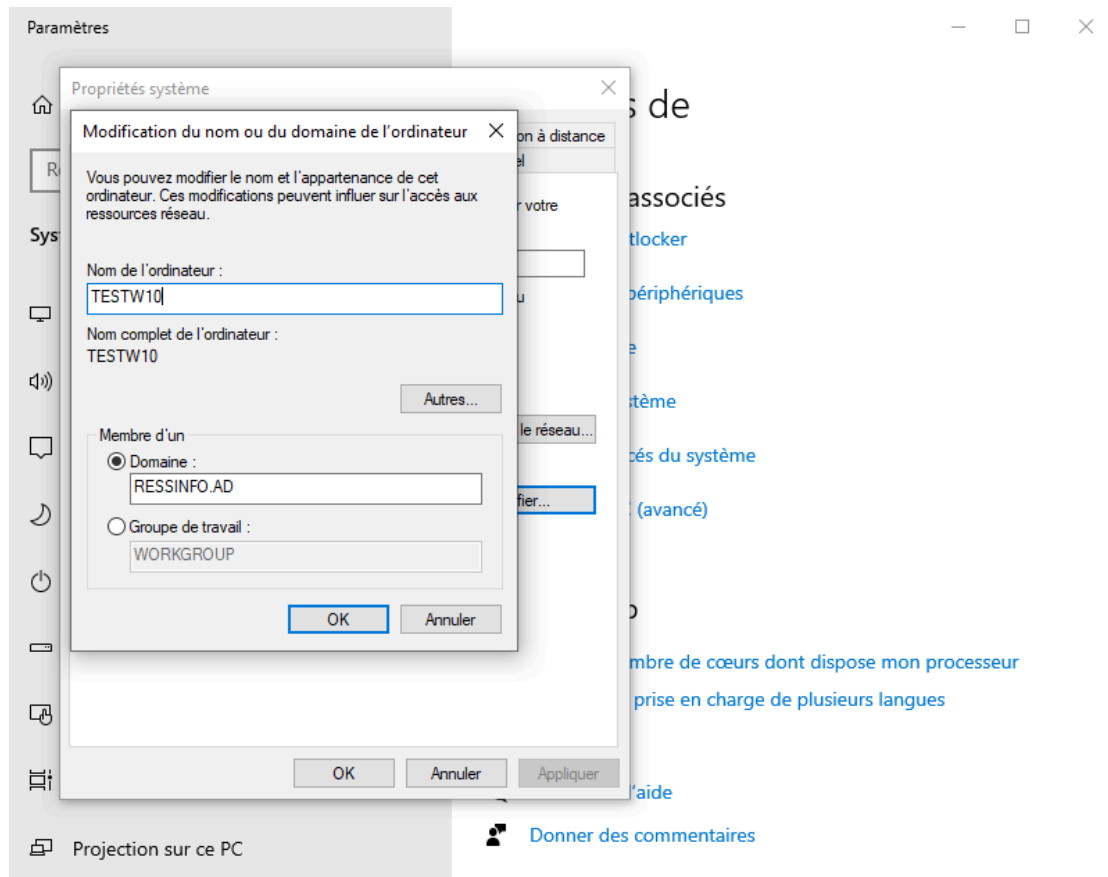 Paramètres
Propriétés système
s de
Modification du nom ou du domaine de l'ordinateur
on à distance
el
Vous pouvez modifier le nom et l'appartenance de cet
ordinateur. Ces modifications peuvent influer sur l'accès aux
ressources réseau.
r votre
associés
Sys
tlocker
Nom de l'ordinateur :
TESTW10
u
périphériques
Nom complet de l'ordinateur :
TESTW10
e
Autres...
stème
Membre d'un
le réseau...
Domaine :
cés du système
RESSINFO.AD
fier...
(avancé)
Groupe de travail :
WORKGROUP
OK
Annuler
mbre de cœurs dont dispose mon processeur
prise en charge de plusieurs langues
OK
Annuler
Appliquer
'aide
Donner des commentaires
Projection sur ce PC